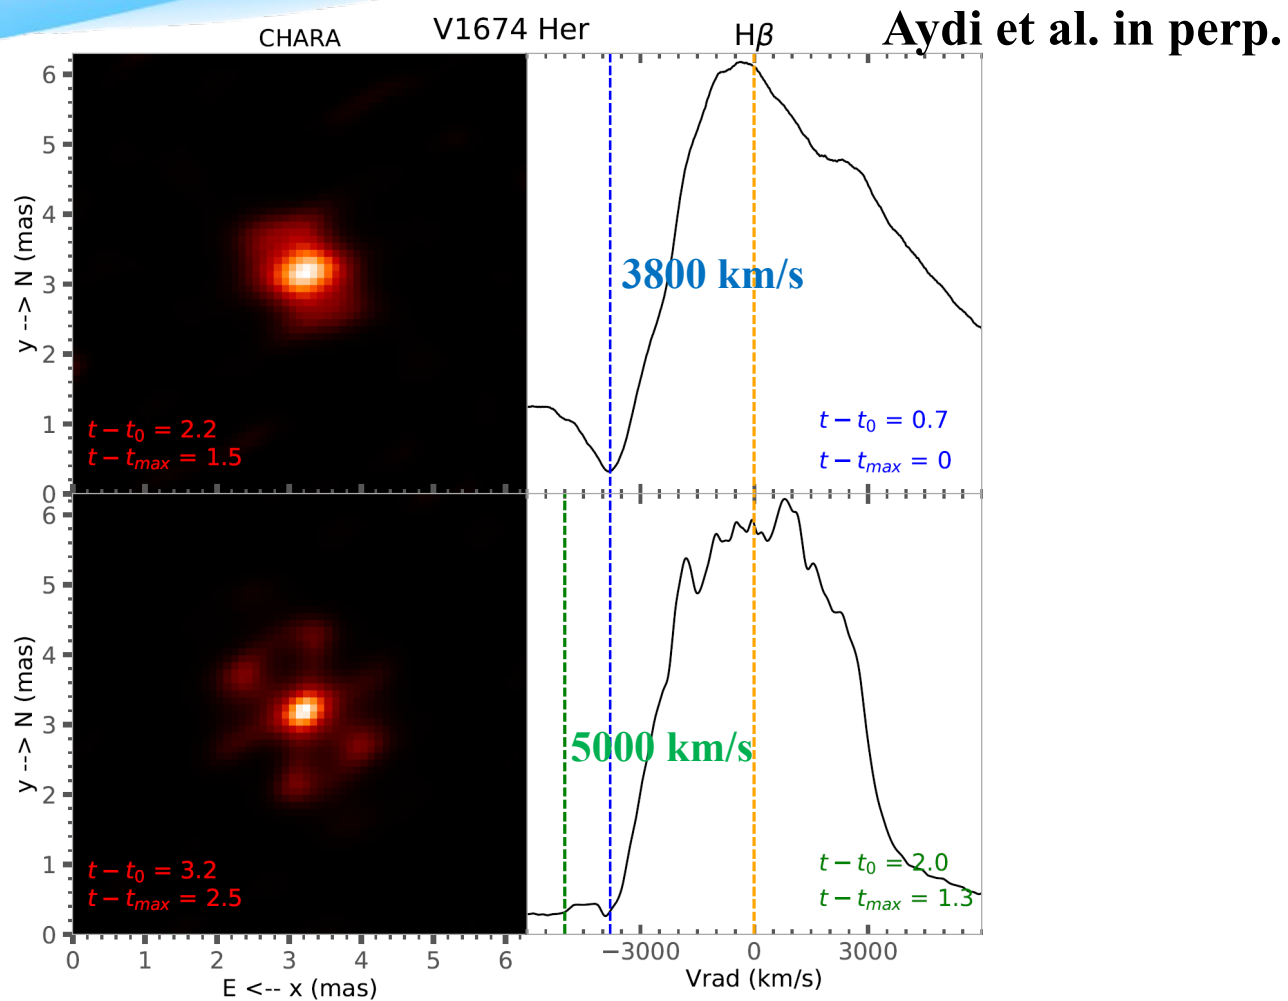 CHARA
V1674 Her
Hβ
Aydi et al. in perp.
6
5
4
3
2
1
0
y --> N (mas)
t − t0 = 2.2
t − tmax = 1.5
3800 km/s
t − t0 = 0.7
t − tmax = 0
6
5
4
3
2
1
0
y --> N (mas)
t − t0 = 3.2
t − tmax = 2.5
5000 km/s
t − t0 = 2.0
t − tmax = 1.3
0 1 2 3 4 5 6
E <-- x (mas)
−3000 0 3000
Vrad (km/s)